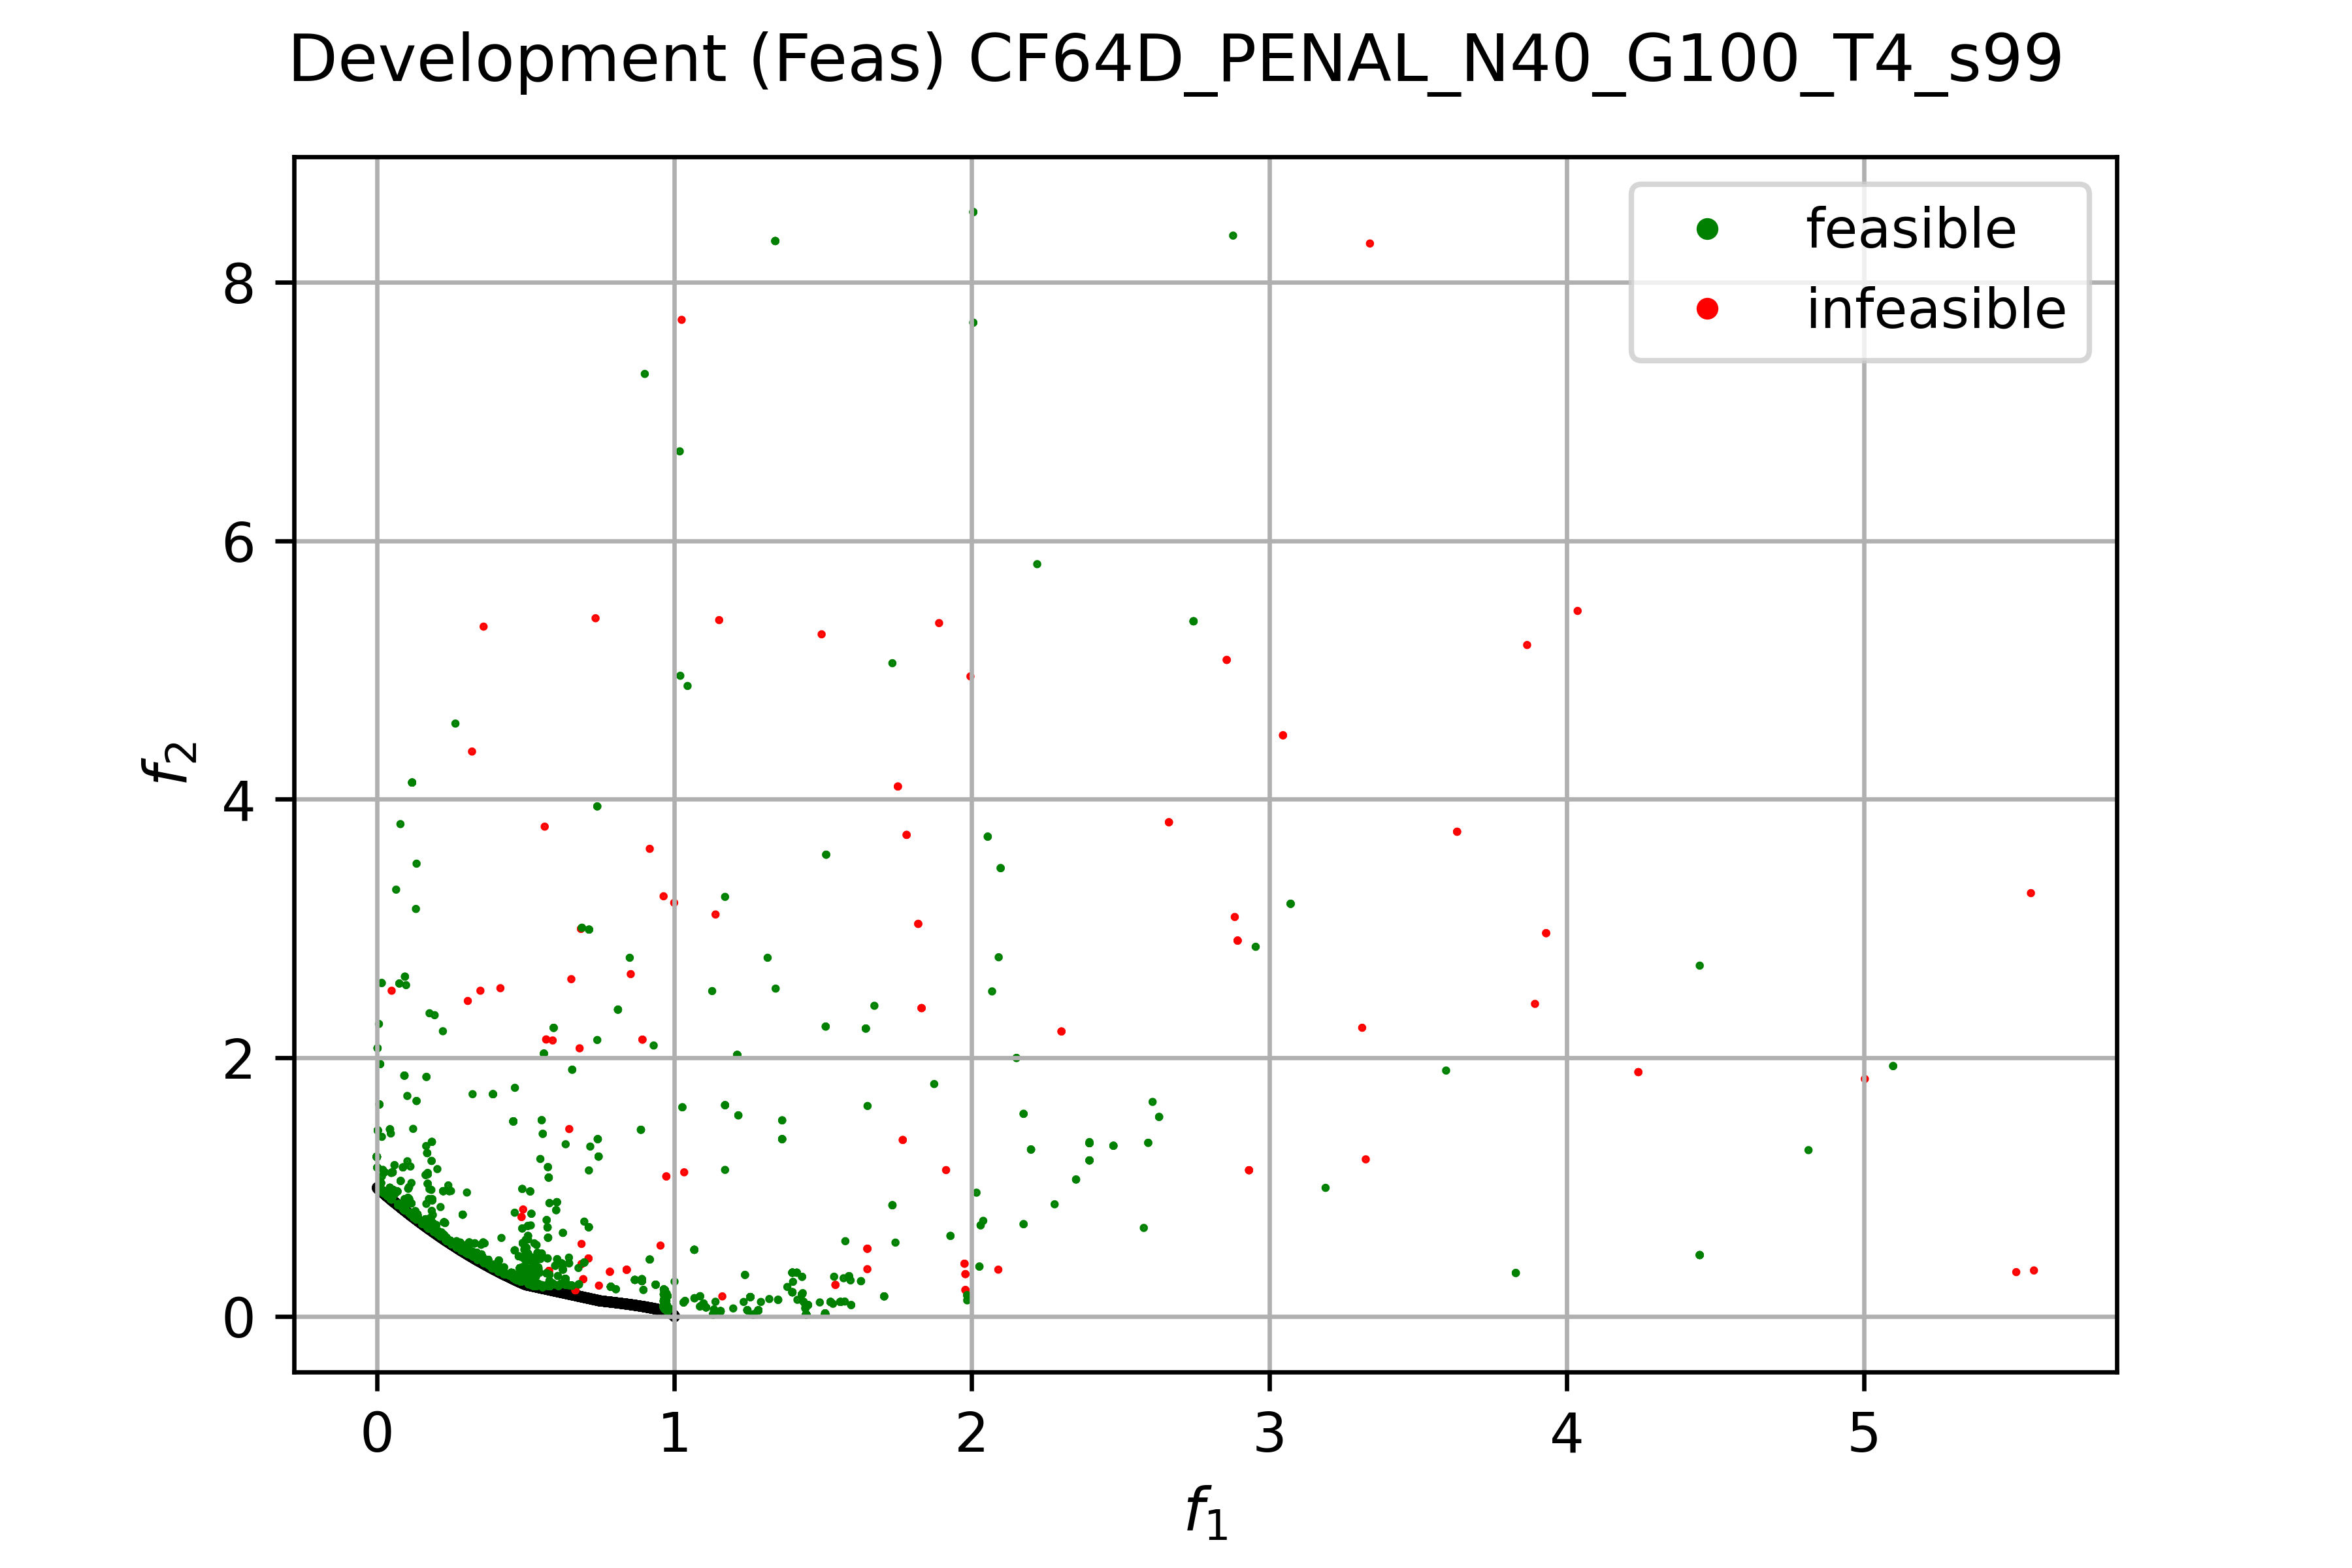 Development (Feas) CF64D_PENAL_N40_G100_T4_s99
feasible
infeasible
8
6
4
2
0
f2
0 1 2 3 4 5
f1